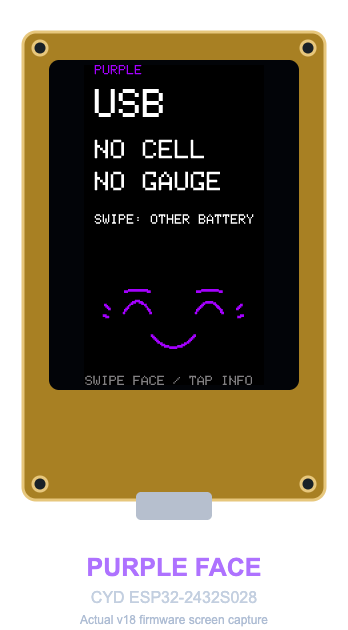 PURPLE
USB
NO CELL
NO GAUGE
SWIPE: OTHER BATTERY
SWIPE FACE / TAP INFO
PURPLE FACE
CYD ESP32-2432S028
Actual v18 firmware screen capture